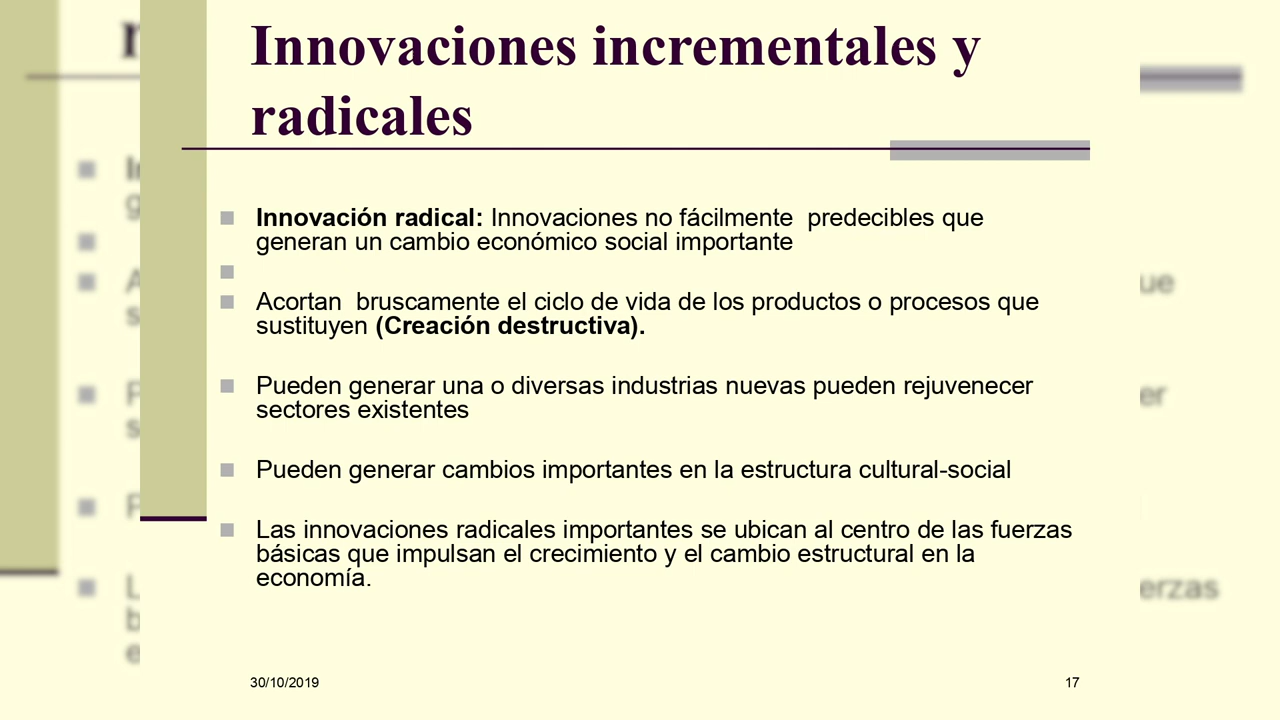 Innovaciones incrementales y
radicales
Innovación radical: Innovaciones no fácilmente  predecibles que
generan un cambio económico social importante
Acortan  bruscamente el ciclo de vida de los productos o procesos que
sustituyen (Creación destructiva).
Pueden generar una o diversas industrias nuevas pueden rejuvenecer
sectores existentes
Pueden generar cambios importantes en la estructura cultural-social
Las innovaciones radicales importantes se ubican al centro de las fuerzas
básicas que impulsan el crecimiento y el cambio estructural en la
economía.
30/10/2019
17